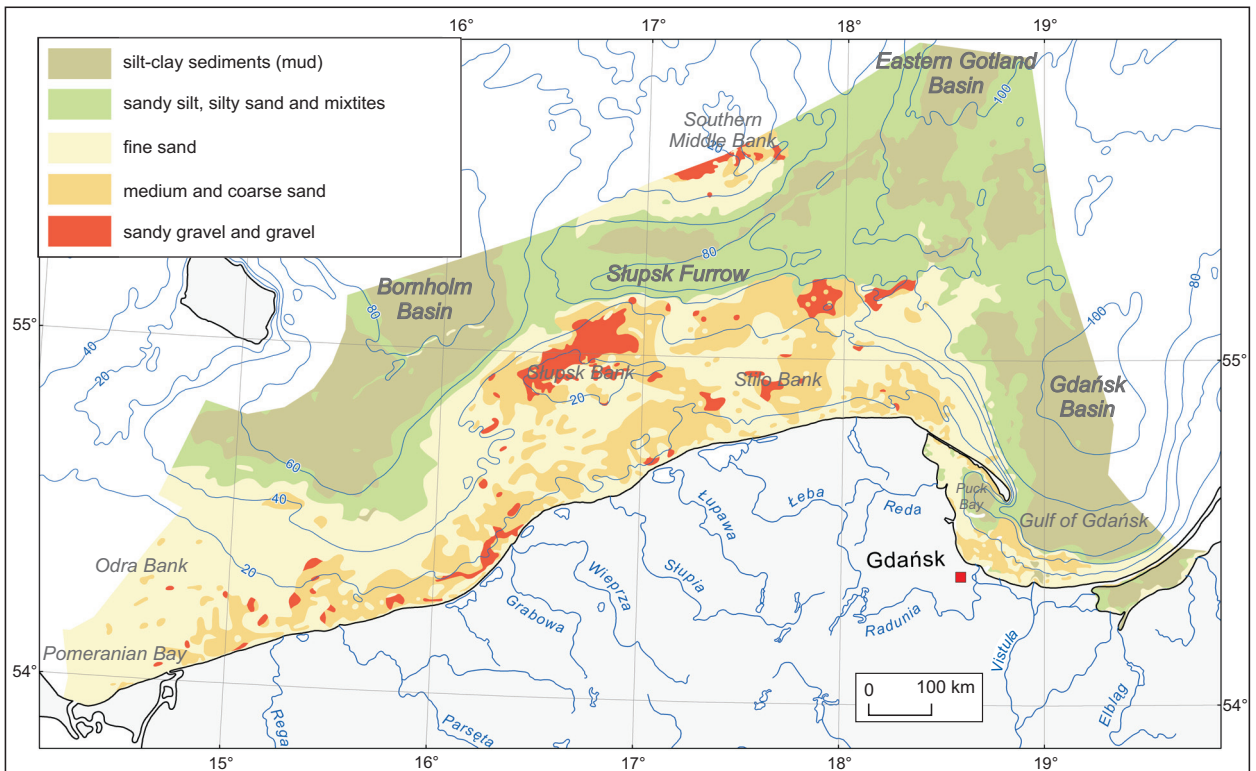 16°
17°
18°
19°
silt-clay sediments (mud)
sandy silt, silty sand and mixtites
fine sand
medium and coarse sand
sandy gravel and gravel
Eastern Gotland
Basin
100
Southern
Middle Bank
80
Słupsk Furrow
Bornholm
Basin
80
80
100
55°
55°
40
20
Słupsk Bank
Stilo Bank
20
Gdańsk
Basin
60
40
Łupawa
Łeba
Reda
Puck
Bay
Gulf of Gdańsk
Odra Bank
20
Gdańsk
Wieprza
Słupia
Grabowa
Radunia
Vistula
Pomeranian Bay
54°
54°
0
100 km
Elbląg
Rega
Parsęta
15°
16°
17°
18°
19°